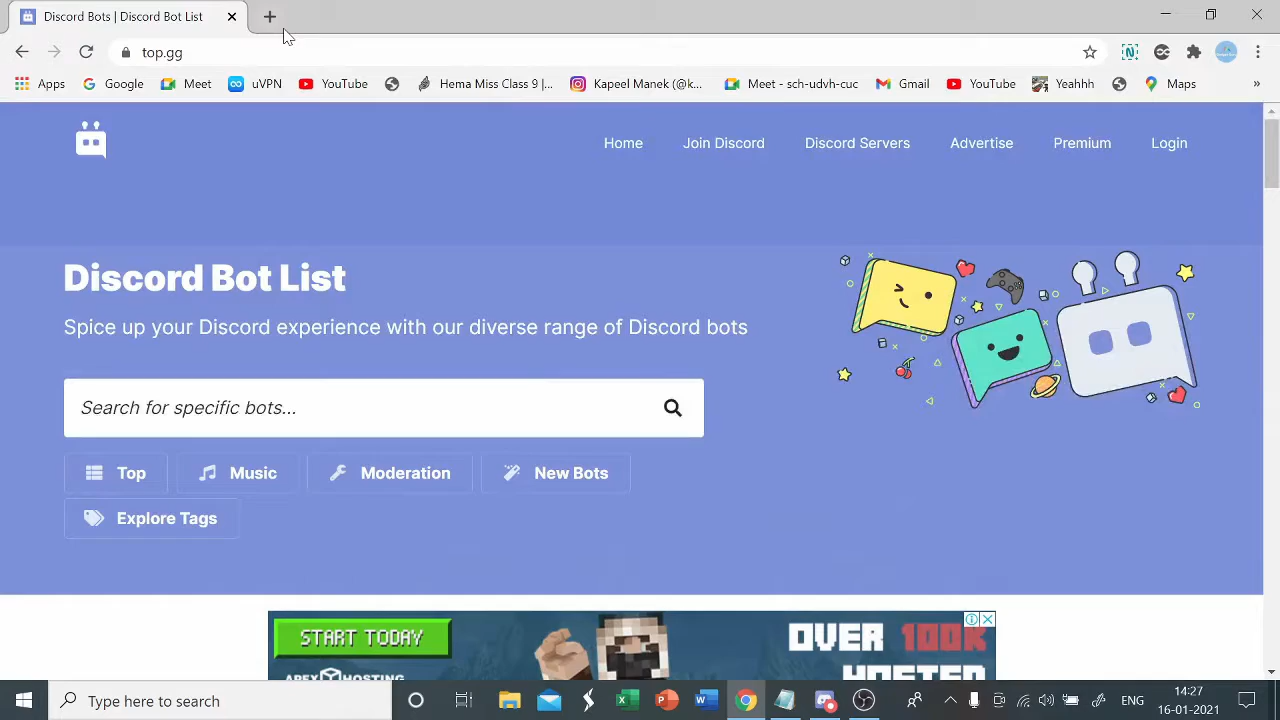 Discord Bots | Discord Bot List
top.gg
Apps Google Meet uVPN YouTube Hema Miss Class 9 |... Kapeel Manek (@k... Meet - sch-udvh-cuc Gmail YouTube Yeahhh Maps »
Home Join Discord Discord Servers Advertise Premium Login
Discord Bot List
Spice up your Discord experience with our diverse range of Discord bots
Search for specific bots...
Top Music Moderation New Bots
Explore Tags
START TODAY
OVER 100K
APEX HOSTING
HOSTED
Type here to search
ENG
14:27
16-01-2021